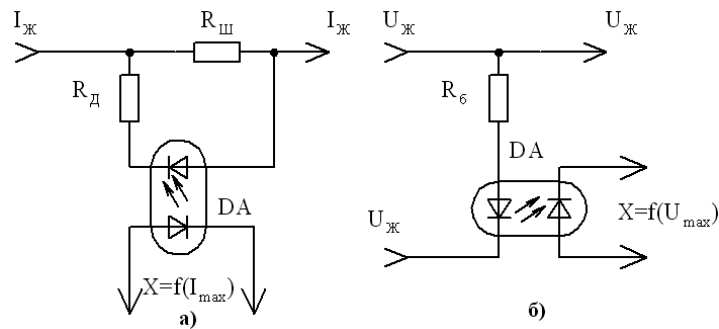 Iж Rш Iж Uж Uж
Rд Rб
DA
DA
X=f(Umax)
Uж
X=f(Imax)
а) б)